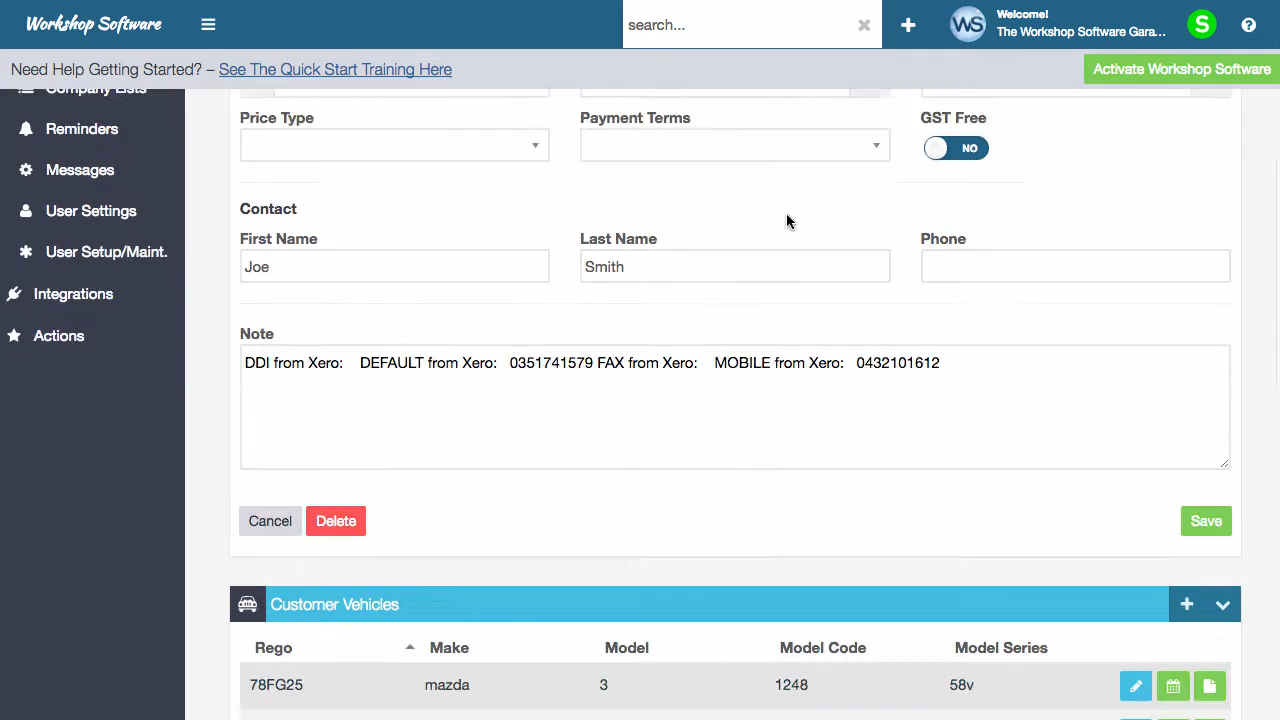 Workshop Software
search...
WS
Welcome!
The Workshop Software Gara...
S
?
Need Help Getting Started? – See The Quick Start Training Here
Activate Workshop Software
Company Lists
Reminders
Messages
User Settings
User Setup/Maint.
Integrations
Actions
Price Type
Payment Terms
GST Free
NO
Contact
First Name
Last Name
Phone
Joe
Smith
Note
DDI from Xero: DEFAULT from Xero: 0351741579 FAX from Xero: MOBILE from Xero: 0432101612
Cancel
Delete
Save
Customer Vehicles
Rego Make Model Model Code Model Series
78FG25 mazda 3 1248 58v